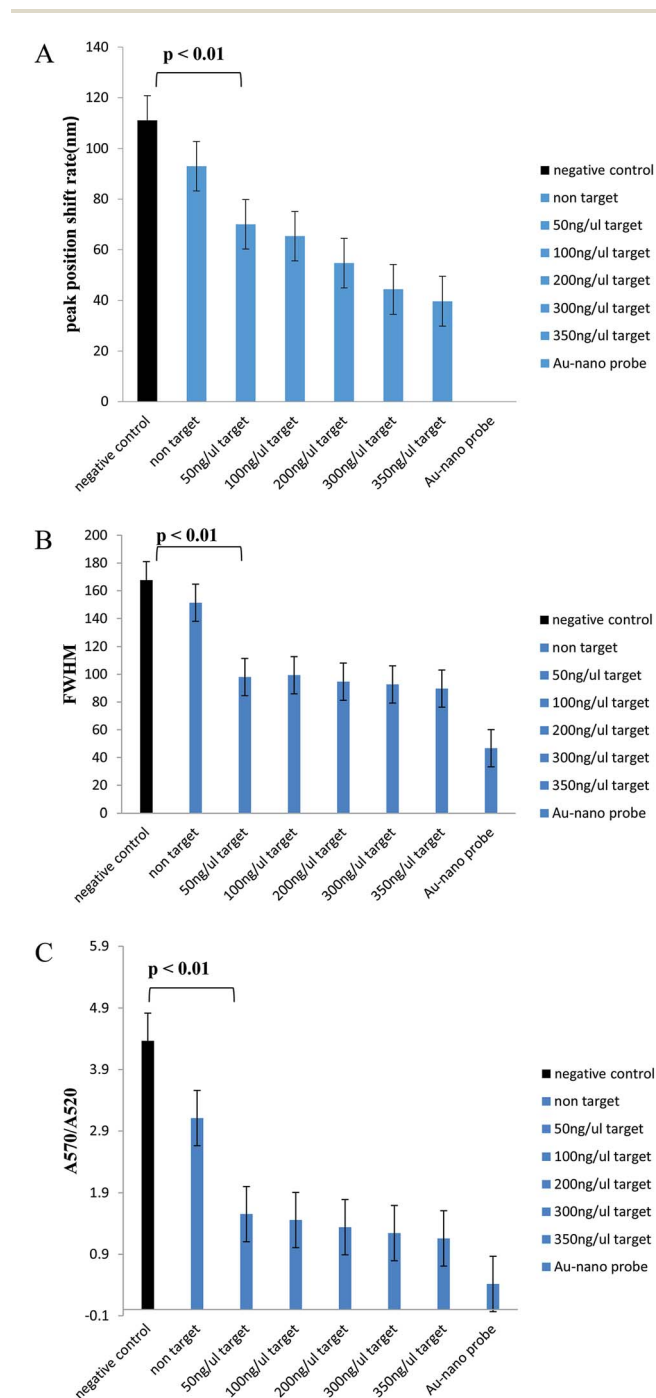 A
p < 0.01
peak position shift rate(nm)
140
120
100
80
60
40
20
0
negative control
non target
50ng/ul target
100ng/ul target
200ng/ul target
300ng/ul target
350ng/ul target
Au-nano probe
negative control
non target
50ng/ul target
100ng/ul target
200ng/ul target
300ng/ul target
350ng/ul target
Au-nano probe
B
p < 0.01
FWHM
200
180
160
140
120
100
80
60
40
20
0
negative control
non target
50ng/ul target
100ng/ul target
200ng/ul target
300ng/ul target
350ng/ul target
Au-nano probe
negative control
non target
50ng/ul target
100ng/ul target
200ng/ul target
300ng/ul target
350ng/ul target
Au-nano probe
C
p < 0.01
A570/A520
5.9
4.9
3.9
2.9
1.9
0.9
-0.1
negative control
non target
50ng/ul target
100ng/ul target
200ng/ul target
300ng/ul target
350ng/ul target
Au-nano probe
negative control
non target
50ng/ul target
100ng/ul target
200ng/ul target
300ng/ul target
350ng/ul target
Au-nano probe